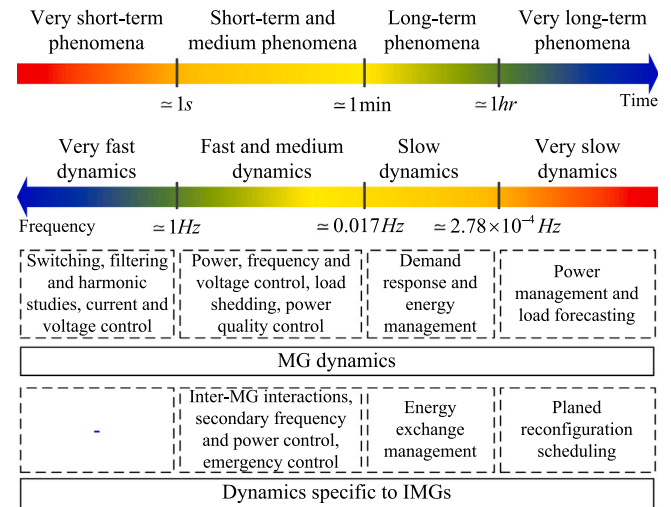 Very short-term
phenomena
Short-term and
medium phenomena
Long-term
phenomena
Very long-term
phenomena
≃1s
≃1min
≃1hr
Time
Very fast
dynamics
Fast and medium
dynamics
Slow
dynamics
Very slow
dynamics
Frequency
≃1Hz
≃0.017Hz
≃2.78×10⁻⁴Hz
Switching, filtering
and harmonic
studies, current and
voltage control
Power, frequency and
voltage control, load
shedding, power
quality control
Demand
response and
energy
management
Power
management and
load forecasting
MG dynamics
-
Inter-MG interactions,
secondary frequency
and power control,
emergency control
Energy
exchange
management
Planed
reconfiguration
scheduling
Dynamics specific to IMGs